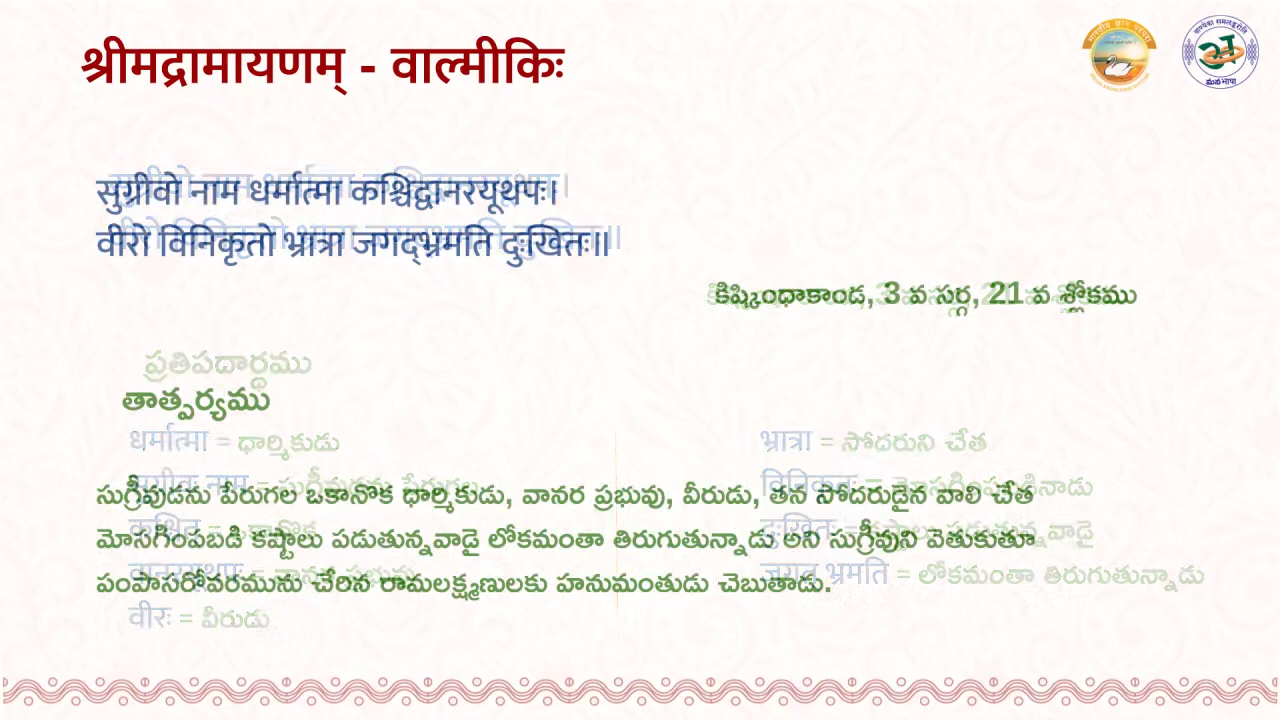 श्रीमद्रामायणम् - वाल्मीकिः
सुग्रीवो नाम धर्मात्मा कश्चिद्वानरयूथपः।
वीरो विनिकृतो भ्रात्रा जगद्भ्रमति दुःखितः॥
కిష్కింధాకాండ, 3 వ సర్గ, 21 వ శ్లోకము
ప్రతిపదార్థము
తాత్పర్యము
धर्मात्मा = ధార్మికుడు
भ्रात्रा = సోదరుని చేత
సుగ్రీవుడను పేరుగల ఒకానొక ధార్మికుడు, వానర ప్రభువు, వీరుడు, తన సోదరుడైన వాలి చేత
మోసగింపబడి కష్టాలు పడుతున్నవాడై లోకమంతా తిరుగుతున్నాడు అని సుగ్రీవుని వెతుకుతూ
పంపాసరోవరమును చేరిన రామలక్ష్మణులకు హనుమంతుడు చెబుతాడు.
भ्रमति = లోకమంతా తిరుగుతున్నాడు
वीरः = వీరుడు